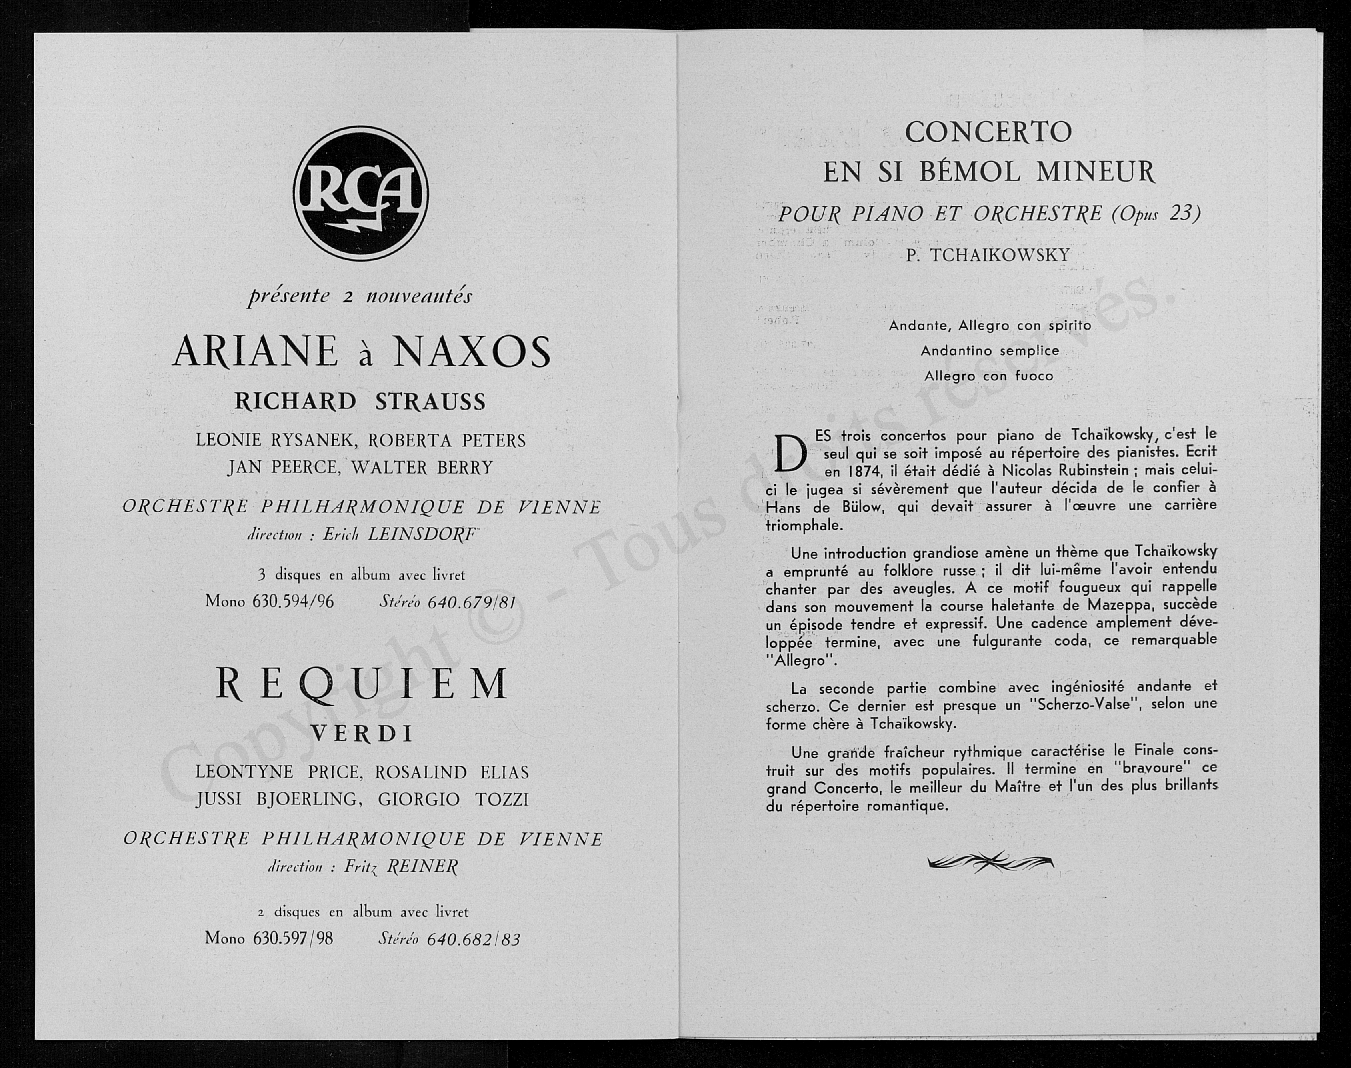 RCA
présente 2 nouveautés
ARIANE à NAXOS
RICHARD STRAUSS
LEONIE RYSANEK, ROBERTA PETERS
JAN PEERCE, WALTER BERRY
ORCHESTRE PHILHARMONIQUE DE VIENNE
direction : Erich LEINSDORF
3 disques en album avec livret
Mono 630.594/96 Stéréo 640.679/81
REQUIEM
VERDI
LEONTYNE PRICE, ROSALIND ELIAS
JUSSI BJOERLING, GIORGIO TOZZI
ORCHESTRE PHILHARMONIQUE DE VIENNE
direction : Fritz REINER
2 disques en album avec livret
Mono 630.597/98 Stéréo 640.682/83
CONCERTO
EN SI BÉMOL MINEUR
POUR PIANO ET ORCHESTRE (Opus 23)
P. TCHAIKOWSKY
Andante, Allegro con spirito
Andantino semplice
Allegro con fuoco
DES trois concertos pour piano de Tchaïkowsky, c'est le
seul qui se soit imposé au répertoire des pianistes. Ecrit
en 1874, il était dédié à Nicolas Rubinstein ; mais celui-
ci le jugea si sévèrement que l'auteur décida de le confier à
Hans de Bülow, qui devait assurer à l'œuvre une carrière
triomphale.
Une introduction grandiose amène un thème que Tchaïkowsky
a emprunté au folklore russe ; il dit lui-même l'avoir entendu
chanter par des aveugles. A ce motif fougueux qui rappelle
dans son mouvement la course haletante de Mazeppa, succède
un épisode tendre et expressif. Une cadence amplement déve-
loppée termine, avec une fulgurante coda, ce remarquable
"Allegro".
La seconde partie combine avec ingéniosité andante et
scherzo. Ce dernier est presque un "Scherzo-Valse", selon une
forme chère à Tchaïkowsky.
Une grande fraîcheur rythmique caractérise le Finale cons-
truit sur des motifs populaires. Il termine en "bravoure" ce
grand Concerto, le meilleur du Maître et l'un des plus brillants
du répertoire romantique.
Copyright © - Tous droits reservés.